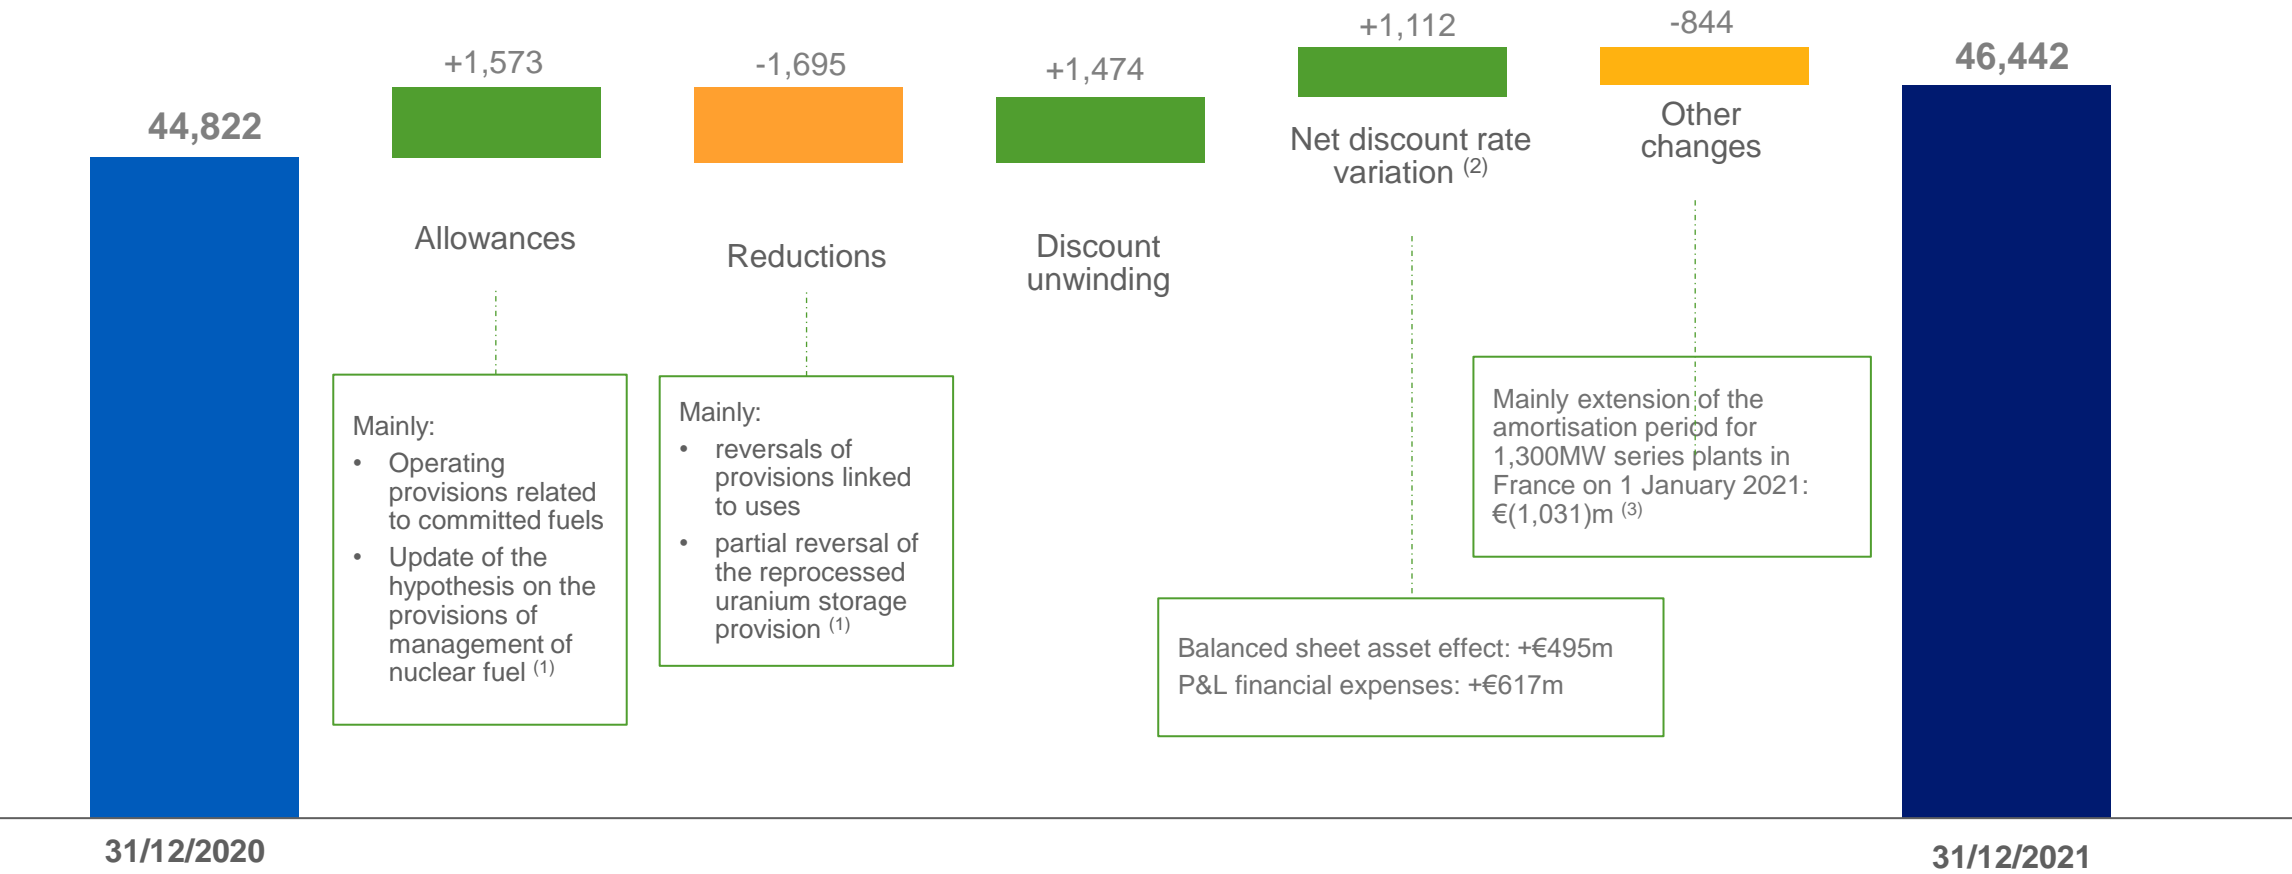 +1,112
-844
+1,573
-1,695
+1,474
46,442
44,822
Other
changes
Net discount rate
variation (2)
Allowances
Reductions
Discount
unwinding
Mainly:
• Operating
provisions related
to committed fuels
• Update of the
hypothesis on the
provisions of
management of
nuclear fuel (1)
Mainly:
• reversals of
provisions linked
to uses
• partial reversal of
the reprocessed
uranium storage
provision (1)
Mainly extension of the
amortisation period for
1,300MW series plants in
France on 1 January 2021:
€(1,031)m (3)
Balanced sheet asset effect: +€495m
P&L financial expenses: +€617m
31/12/2020
31/12/2021